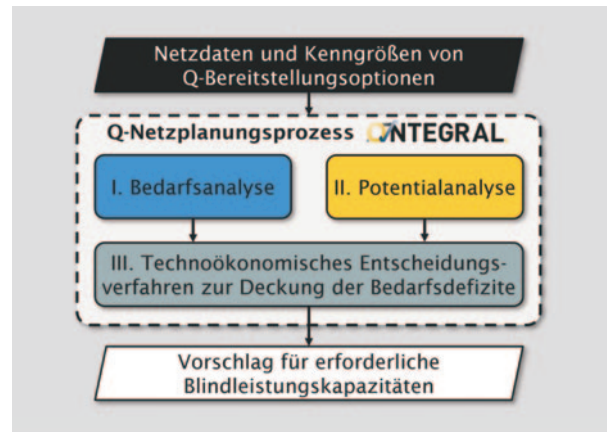 Netzdaten und Kenngrößen von
Q-Bereitstellungsoptionen
Q-Netzplanungsprozess Q/INTEGRAL
I. Bedarfsanalyse
II. Potentialanalyse
III. Technoökonomisches Entscheidungs-
verfahren zur Deckung der Bedarfsdefizite
Vorschlag für erforderliche
Blindleistungskapazitäten